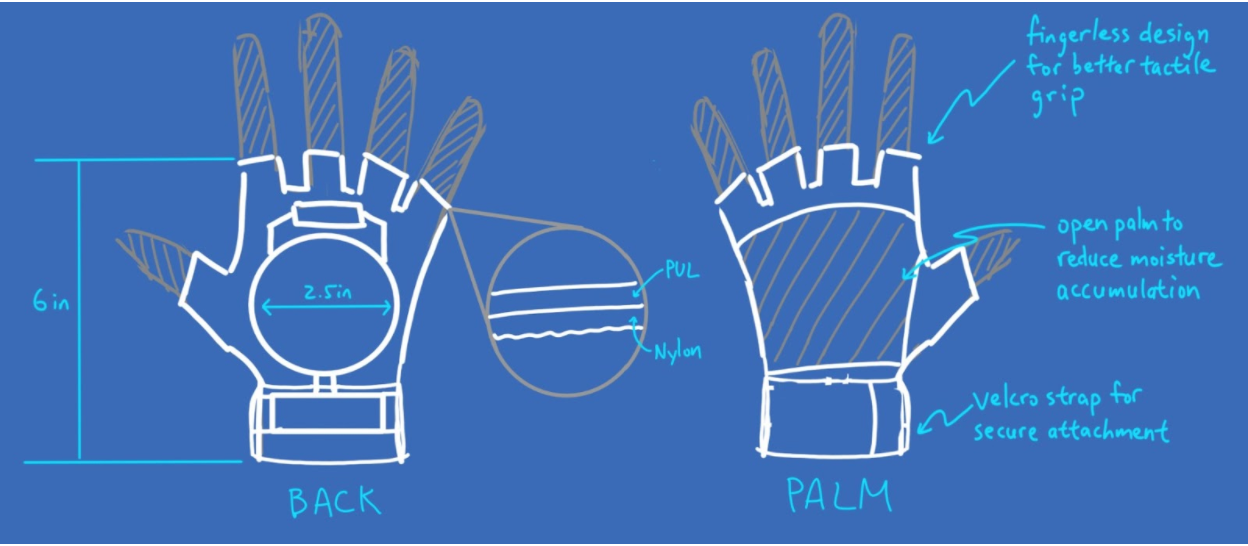 fingerless design
for better tactile
grip
open palm to
reduce moisture
accumulation
PUL
6in
2.5in
Nylon
Velcro strap for
secure attachment
BACK
PALM